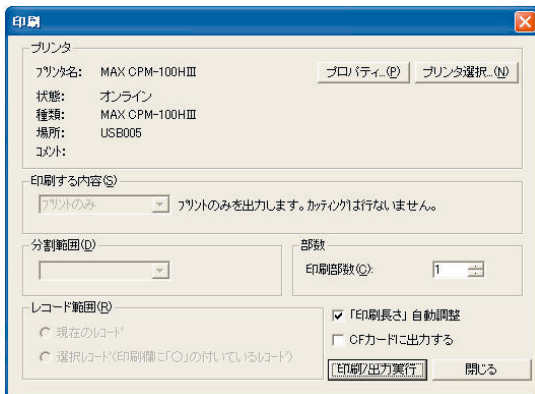 印刷
プリンタ
プリンタ名: MAX CPM-100HⅢ プロパティ...(P) プリンタ選択...(N)
状態: オンライン
種類: MAX CPM-100HⅢ
場所: USB005
コメント:
印刷する内容(S)
プリントのみ プリントのみを出力します。カッティングは行ないません。
分割範囲(D) 部数
印刷部数(C): 1
レコード範囲(R) 「印刷長さ」自動調整
現在のレコード CFカードに出力する
選択レコード(印刷欄に「○」の付いているレコード)
印刷/出力実行 閉じる